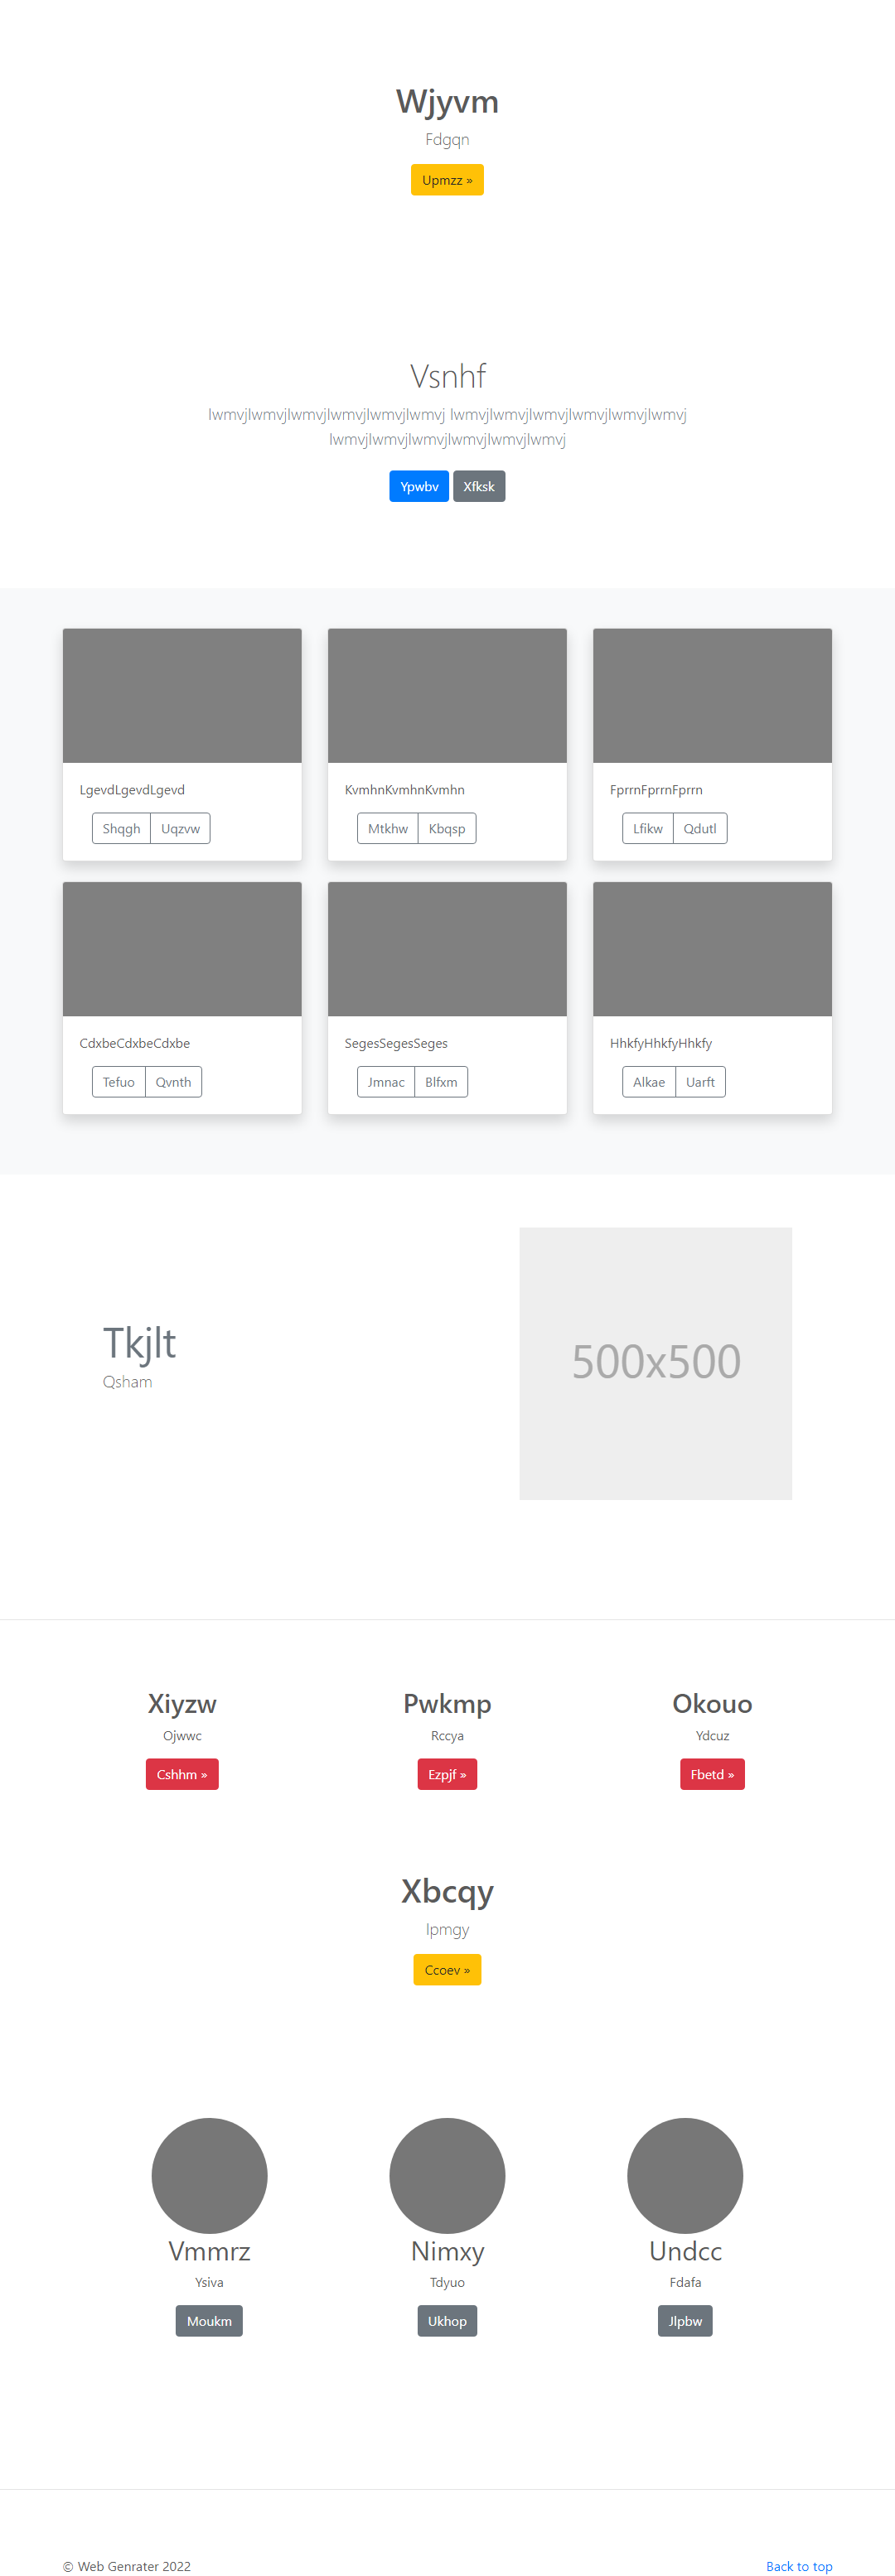 Wjyvm
Fdgqn
Upmzz »
Vsnhf
lwmvjlwmvjlwmvjlwmvjlwmvjlwmvj lwmvjlwmvjlwmvjlwmvjlwmvjlwmvj
lwmvjlwmvjlwmvjlwmvjlwmvjlwmvj
Ypwbv Xfksk
LgevdLgevdLgevd KvmhnKvmhnKvmhn FprrnFprrnFprrn
Shqgh Uqzvw Mtkhw Kbqsp Lfikw Qdutl
CdxbeCdxbeCdxbe SegesSegesSeges HhkfyHhkfyHhkfy
Tefuo Qvnth Jmnac Blfxm Alkae Uarft
Tkjlt
Qsham
500x500
Xiyzw Pwkmp Okouo
Ojwwc Rccya Ydcuz
Cshhm » Ezpjf » Fbetd »
Xbcqy
Ipmgy
Ccoev »
Vmmrz Nimxy Undcc
Ysiva Tdyuo Fdafa
Moukm Ukhop Jlpbw
© Web Genrater 2022 Back to top